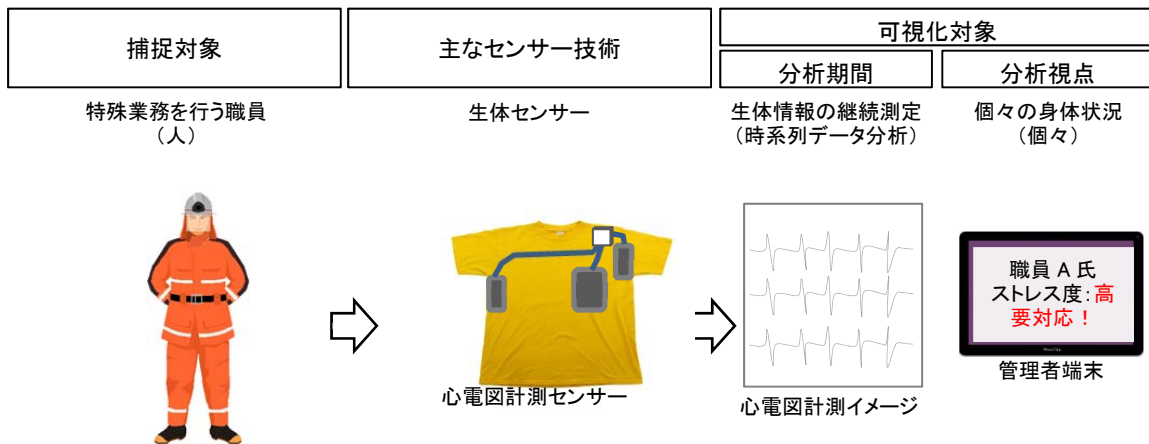 捕捉対象
主なセンサー技術
可視化対象
分析期間
分析視点
特殊業務を行う職員
（人）
生体センサー
生体情報の継続測定
（時系列データ分析）
個々の身体状況
（個々）
職員 A 氏
ストレス度：高
要対応！
心電図計測センサー
心電図計測イメージ
管理者端末